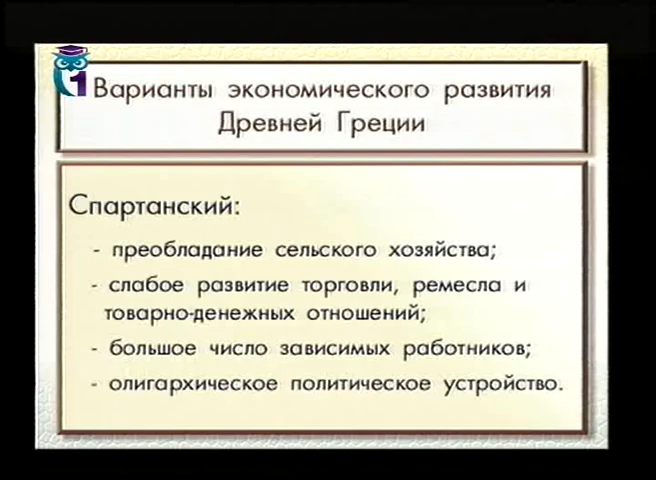 1
Варианты экономического развития
Древней Греции
Спартанский:
- преобладание сельского хозяйства;
- слабое развитие торговли, ремесла и
товарно-денежных отношений;
- большое число зависимых работников;
- олигархическое политическое устройство.